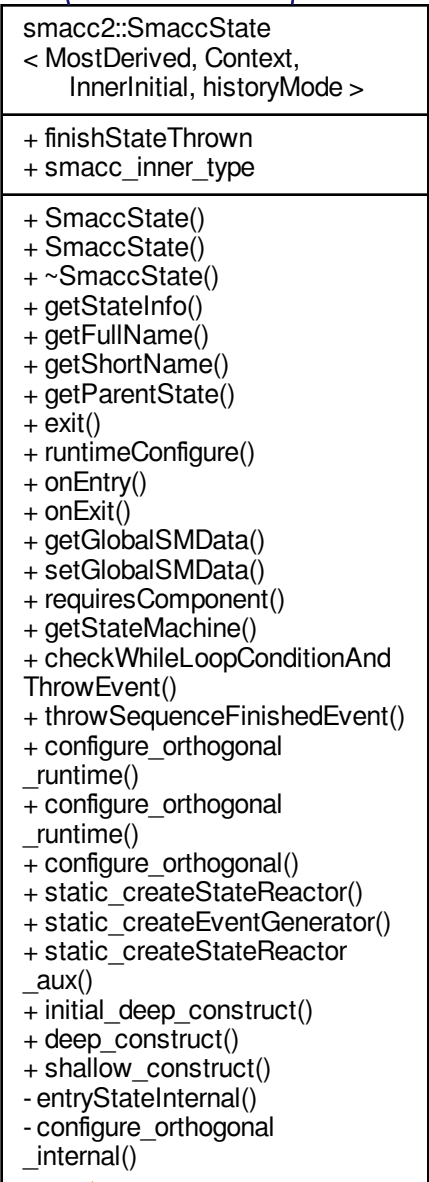 smacc2::SmaccState
< MostDerived, Context,
InnerInitial, historyMode >
+ finishStateThrown
+ smacc_inner_type
+ SmaccState()
+ SmaccState()
+ ~SmaccState()
+ getStateInfo()
+ getFullName()
+ getShortName()
+ getParentState()
+ exit()
+ runtimeConfigure()
+ onEntry()
+ onExit()
+ getGlobalSMData()
+ setGlobalSMData()
+ requiresComponent()
+ getStateMachine()
+ checkWhileLoopConditionAnd
ThrowEvent()
+ throwSequenceFinishedEvent()
+ configure_orthogonal
_runtime()
+ configure_orthogonal
_runtime()
+ configure_orthogonal()
+ static_createStateReactor()
+ static_createEventGenerator()
+ static_createStateReactor
_aux()
+ initial_deep_construct()
+ deep_construct()
+ shallow_construct()
- entryStateInternal()
- configure_orthogonal
_internal()